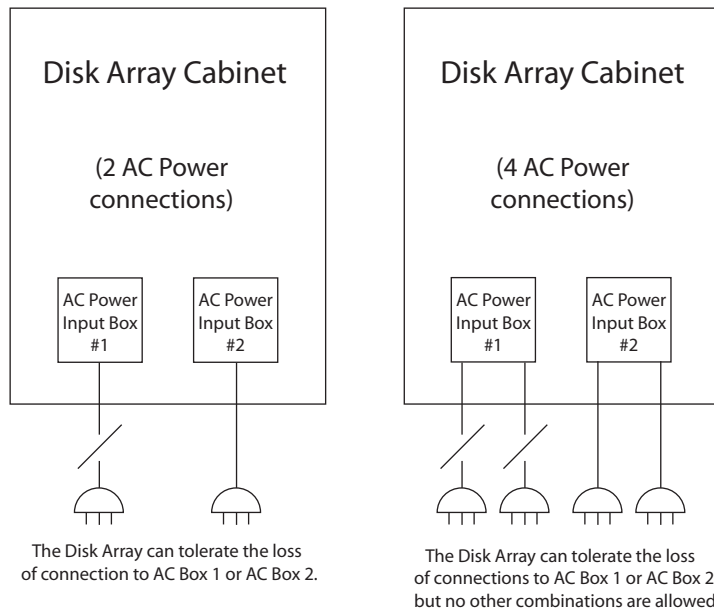 Disk Array Cabinet
(2 AC Power
connections)
AC Power
Input Box
#1
AC Power
Input Box
#2
The Disk Array can tolerate the loss
of connection to AC Box 1 or AC Box 2.
Disk Array Cabinet
(4 AC Power
connections)
AC Power
Input Box
#1
AC Power
Input Box
#2
The Disk Array can tolerate the loss
of connections to AC Box 1 or AC Box 2
but no other combinations are allowed